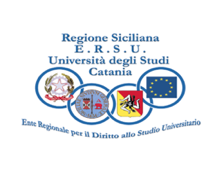 Regione Siciliana
E . R . S . U .
Università degli Studi
Catania
Ente Regionale per il Diritto allo Studio Universitario